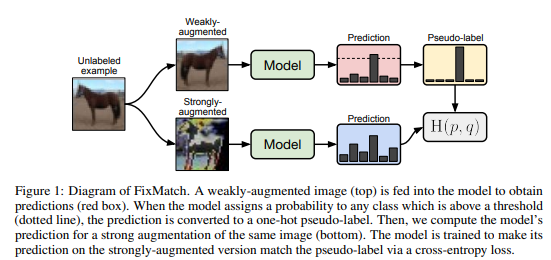 Weakly-
augmented
Prediction
Pseudo-label
Unlabeled
example
Model
Strongly-
augmented
Prediction
Model
H(p, q)
Figure 1: Diagram of FixMatch. A weakly-augmented image (top) is fed into the model to obtain
predictions (red box). When the model assigns a probability to any class which is above a threshold
(dotted line), the prediction is converted to a one-hot pseudo-label. Then, we compute the model's
prediction for a strong augmentation of the same image (bottom). The model is trained to make its
prediction on the strongly-augmented version match the pseudo-label via a cross-entropy loss.